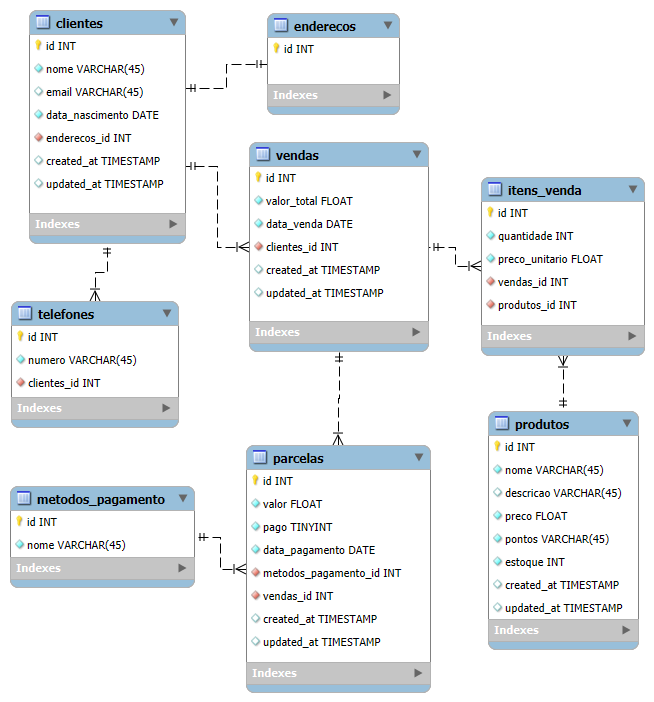 clientes
id INT
nome VARCHAR(45)
email VARCHAR(45)
data_nascimento DATE
enderecos_id INT
created_at TIMESTAMP
updated_at TIMESTAMP
Indexes
enderecos
id INT
Indexes
vendas
id INT
valor_total FLOAT
data_venda DATE
clientes_id INT
created_at TIMESTAMP
updated_at TIMESTAMP
Indexes
itens_venda
id INT
quantidade INT
preco_unitario FLOAT
vendas_id INT
produtos_id INT
Indexes
telefones
id INT
numero VARCHAR(45)
clientes_id INT
Indexes
parcelas
id INT
valor FLOAT
pago TINYINT
data_pagamento DATE
metodos_pagamento_id INT
vendas_id INT
created_at TIMESTAMP
updated_at TIMESTAMP
Indexes
metodos_pagamento
id INT
nome VARCHAR(45)
Indexes
produtos
id INT
nome VARCHAR(45)
descricao VARCHAR(45)
preco FLOAT
pontos VARCHAR(45)
estoque INT
created_at TIMESTAMP
updated_at TIMESTAMP
Indexes